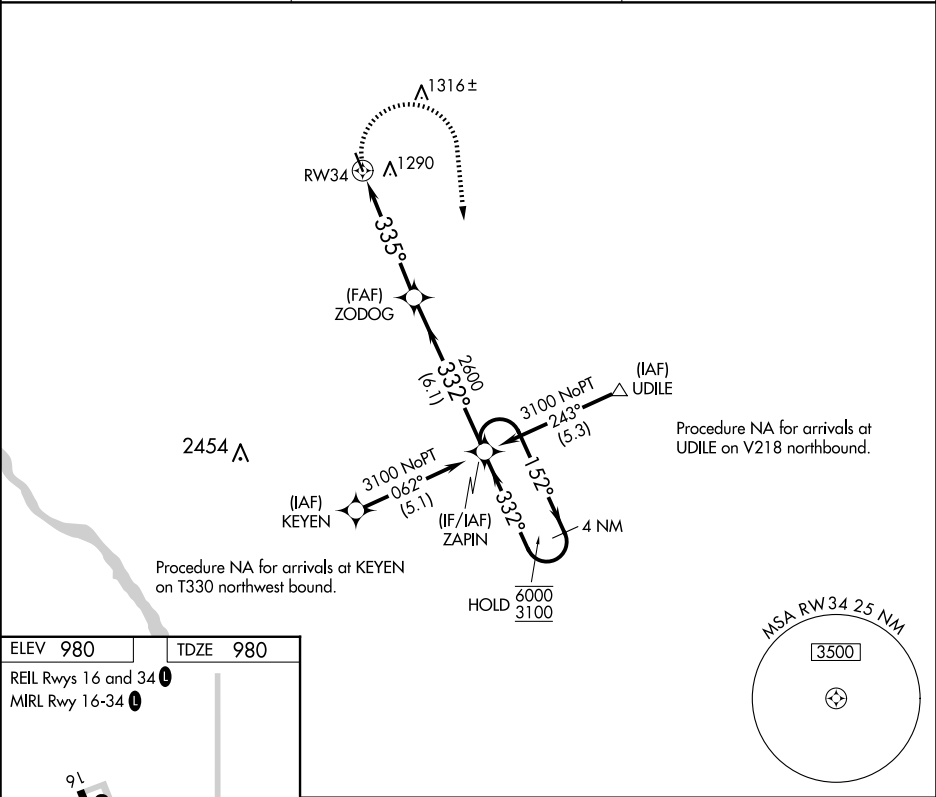 1316±
1290
RW34
335°
(FAF)
ZODOG
2600
332°
(6.1)
(IAF)
UDILE
3100 NoPT
243°
(5.3)
Procedure NA for arrivals at
UDILE on V218 northbound.
2454
3100 NoPT
062°
(5.1)
(IAF)
KEYEN
(IF/IAF)
ZAPIN
152°
332°
4 NM
Procedure NA for arrivals at KEYEN
on T330 northwest bound.
HOLD 6000
3100
MSA RW34 25 NM
3500
ELEV 980 TDZE 980
REIL Rwys 16 and 34 L
MIRL Rwy 16-34 L
16